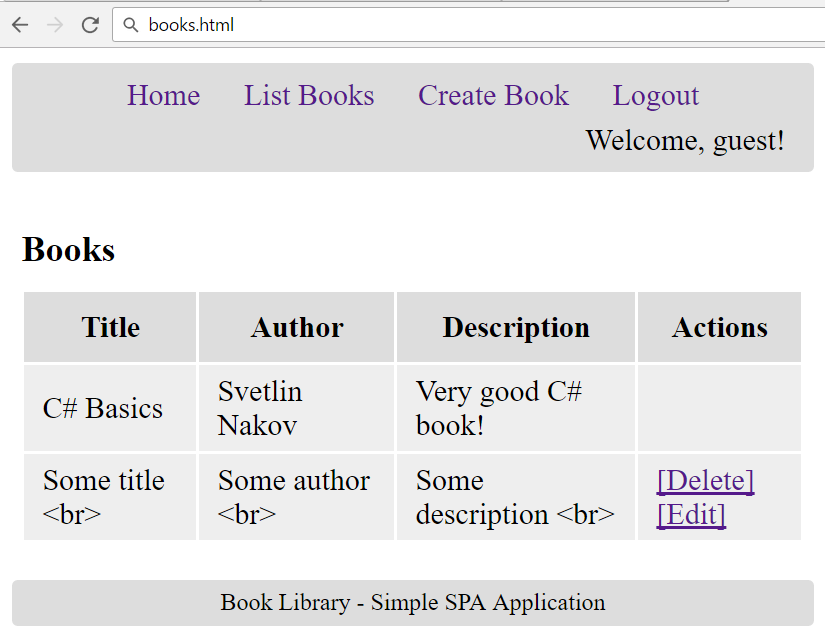 books.html
Home List Books Create Book Logout
Welcome, guest!
Books
Title Author Description Actions
C# Basics Svetlin Nakov Very good C# book!
Some title <br> Some author <br> Some description <br> [Delete] [Edit]
Book Library - Simple SPA Application